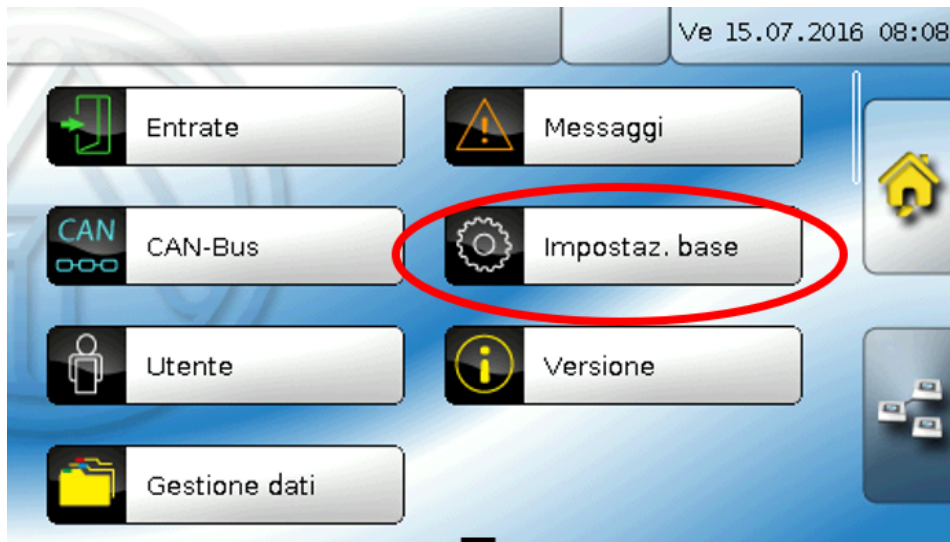 Ve 15.07.2016 08:08
Entrate
Messaggi
CAN
CAN-Bus
Impostaz. base
Utente
Versione
Gestione dati